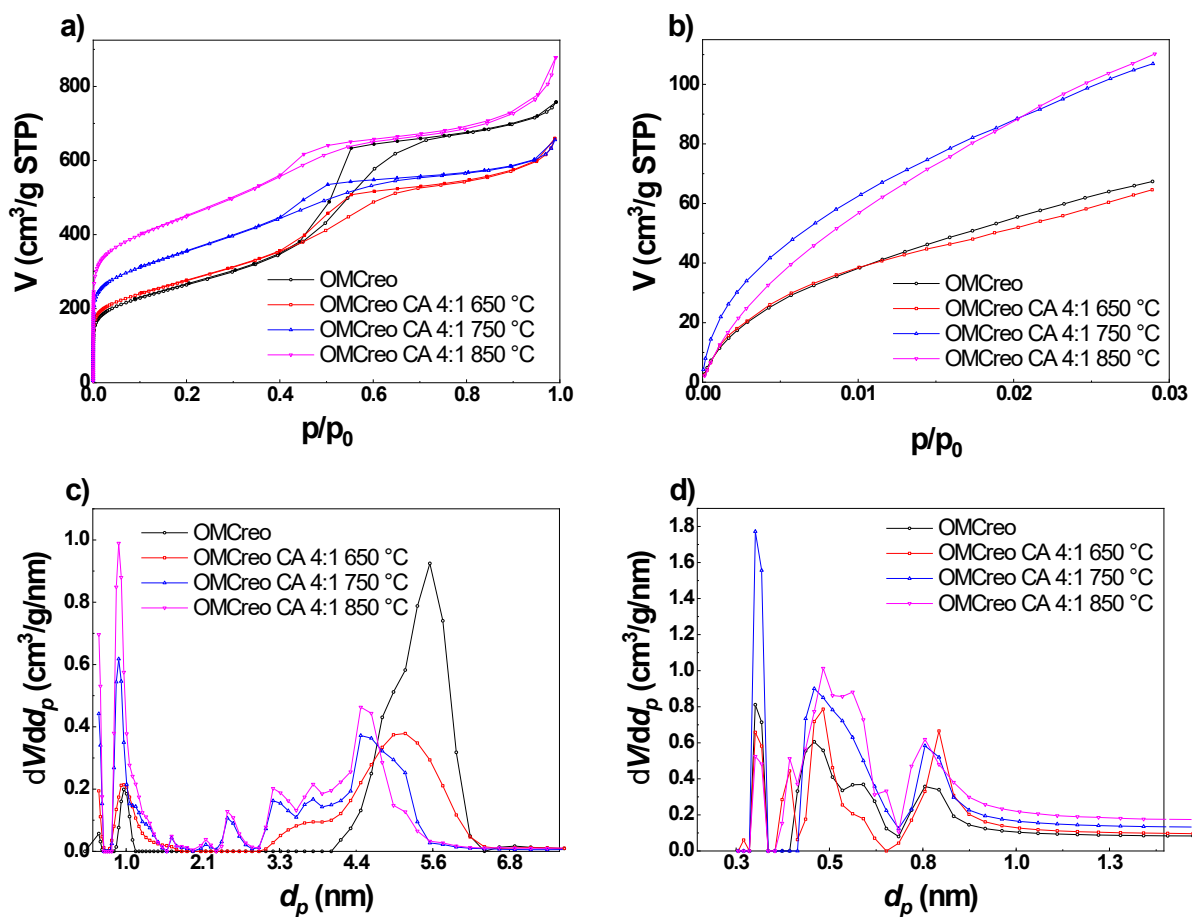 a)
V (cm³/g STP)
800
600
400
200
0
0.0 0.2 0.4 0.6 0.8 1.0
p/p₀
OMCreo
OMCreo CA 4:1 650 °C
OMCreo CA 4:1 750 °C
OMCreo CA 4:1 850 °C
b)
V (cm³/g STP)
100
80
60
40
20
0
0.00 0.01 0.02 0.03
p/p₀
OMCreo
OMCreo CA 4:1 650 °C
OMCreo CA 4:1 750 °C
OMCreo CA 4:1 850 °C
c)
dV/dd_p (cm³/g/nm)
1.0
0.8
0.6
0.4
0.2
0.0
1.0 2.1 3.3 4.4 5.6 6.8
d_p (nm)
OMCreo
OMCreo CA 4:1 650 °C
OMCreo CA 4:1 750 °C
OMCreo CA 4:1 850 °C
d)
dV/dd_p (cm³/g/nm)
1.8
1.6
1.4
1.2
1.0
0.8
0.6
0.4
0.2
0.0
0.3 0.5 0.8 1.0 1.3
d_p (nm)
OMCreo
OMCreo CA 4:1 650 °C
OMCreo CA 4:1 750 °C
OMCreo CA 4:1 850 °C